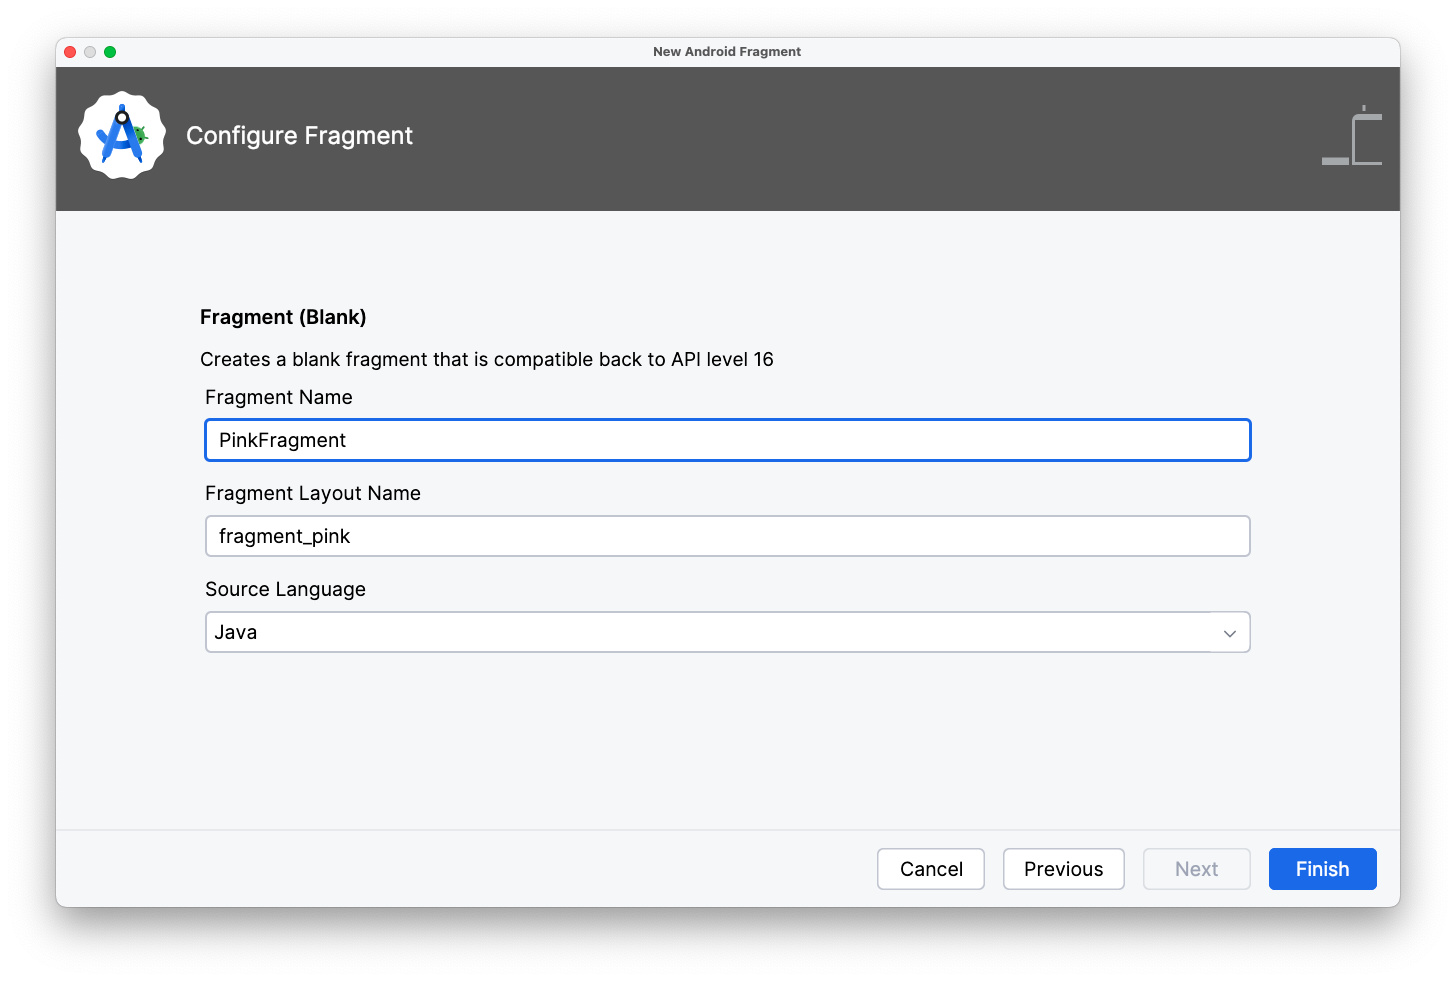 New Android Fragment
Configure Fragment
Fragment (Blank)
Creates a blank fragment that is compatible back to API level 16
Fragment Name
PinkFragment
Fragment Layout Name
fragment_pink
Source Language
Java
Cancel Previous Next Finish